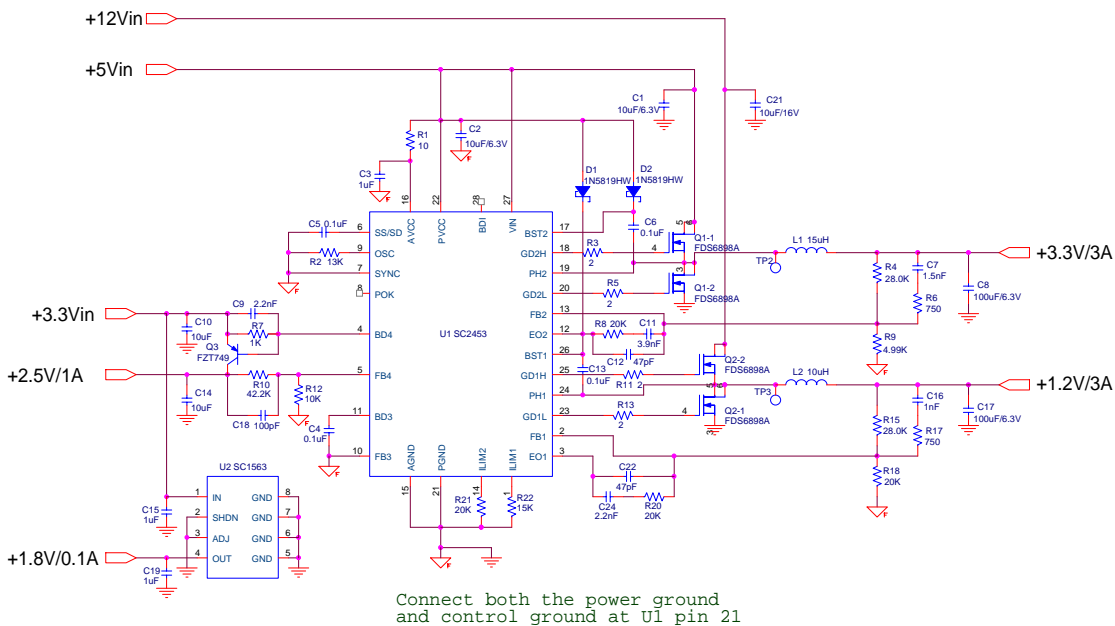 +12Vin
+5Vin
C1
10uF/6.3V
C21
10uF/16V
R1
10
C2
10uF/6.3V
C3
1uF
D1
1N5819HW
D2
1N5819HW
16
22
28
27
AVCC
PVCC
BDI
VIN
C5 0.1uF
6
SS/SD
R2 13K
9
OSC
7
SYNC
8
POK
BST2
17
C6
0.1uF
GD2H
18
R3
2
4
5
6
Q1-1
FDS6898A
PH2
19
GD2L
20
R5
2
3
Q1-2
FDS6898A
TP2
L1 15uH
+3.3V/3A
R4
28.0K
C7
1.5nF
R6
750
C8
100uF/6.3V
R9
4.99K
+3.3Vin
C10
10uF
C9 2.2nF
R7
1K
Q3
FZT749
4
BD4
U1 SC2453
FB2
13
EO2
12
R8 20K
C11
3.9nF
C12
47pF
BST1
26
C13
0.1uF
GD1H
25
R11 2
Q2-2
FDS6898A
PH1
24
GD1L
23
R13
2
4
5
6
3
Q2-1
FDS6898A
TP3
L2 10uH
+1.2V/3A
+2.5V/1A
C14
10uF
R10
42.2K
C18 100pF
R12
10K
5
FB4
C4
0.1uF
11
BD3
10
FB3
FB1
2
EO1
3
C22
47pF
C24
2.2nF
R20
20K
R15
28.0K
C16
1nF
R17
750
C17
100uF/6.3V
R18
20K
AGND
PGND
ILIM2
ILIM1
15
21
14
1
R21
20K
R22
15K
U2 SC1563
1
IN
GND
8
2
SHDN
GND
7
3
ADJ
GND
6
4
OUT
GND
5
C15
1uF
+1.8V/0.1A
C19
1uF
Connect both the power ground
and control ground at U1 pin 21